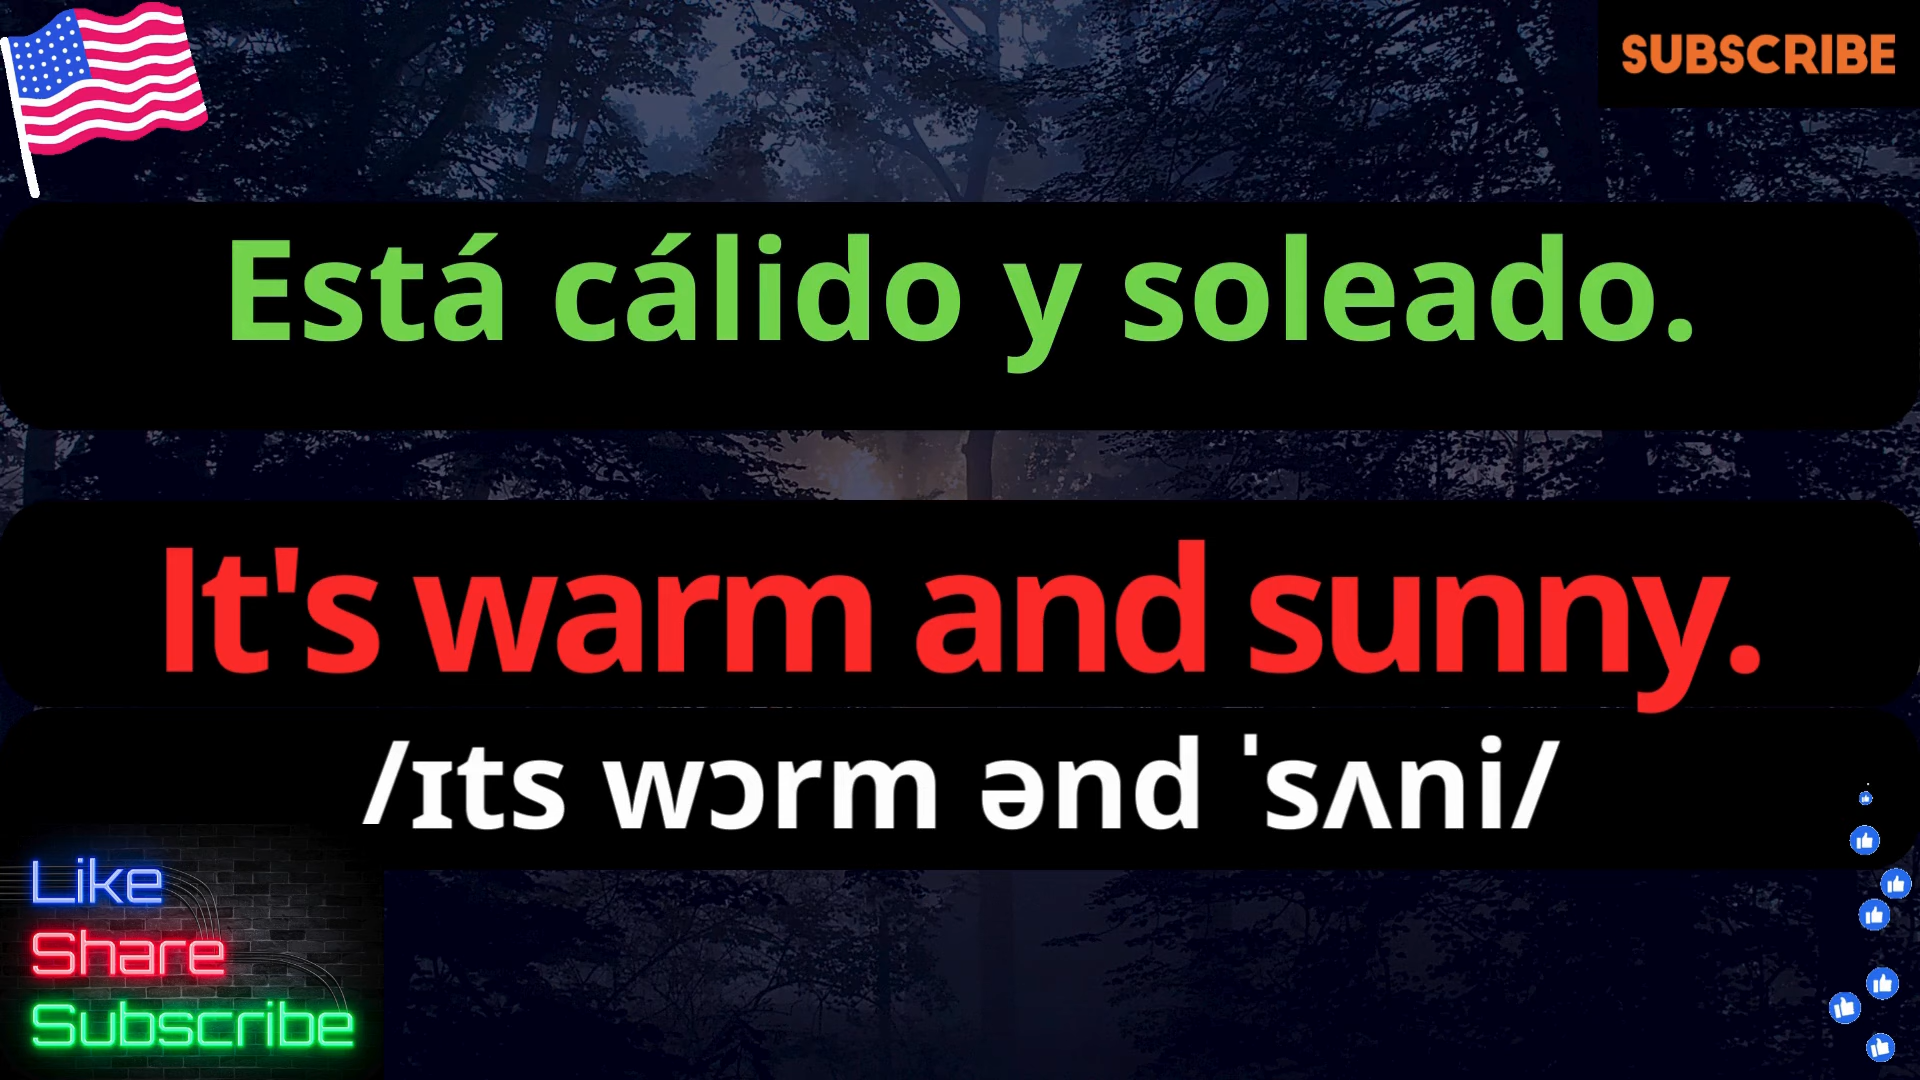 SUBSCRIBE
Está cálido y soleado.
It's warm and sunny.
/ɪts wɔrm ənd ˈsʌni/
Like
Share
Subscribe